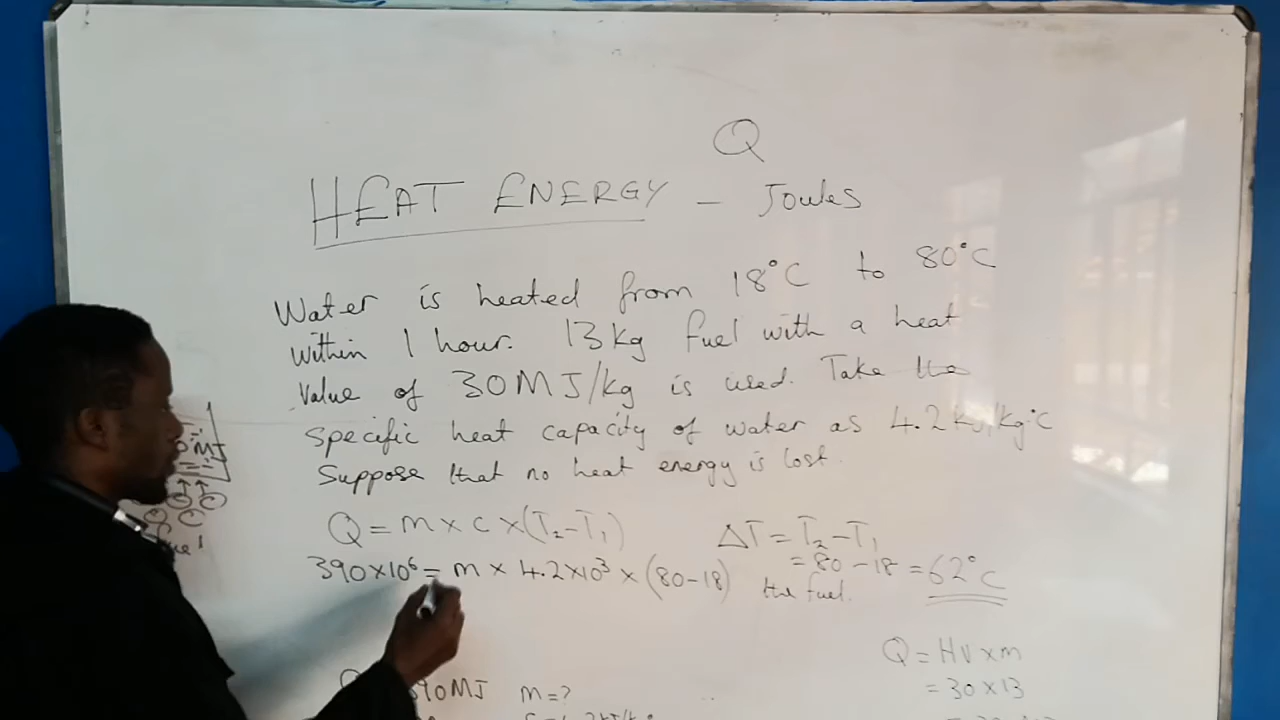 Q
HEAT ENERGY – Joules
Water is heated from 18°C to 80°C
within 1 hour. 13kg fuel with a heat
value of 30MJ/kg is used. Take the
specific heat capacity of water as 4.2kJ/kg°C
Suppose that no heat energy is lost.
Q = m × c × (T₂ – T₁)
ΔT = T₂ – T₁
= 80 – 18 = 62°C
390×10⁶ = m × 4.2×10³ × (80–18)
the fuel.
Q = HV×m
= 30×13
90MJ m=?
MJ